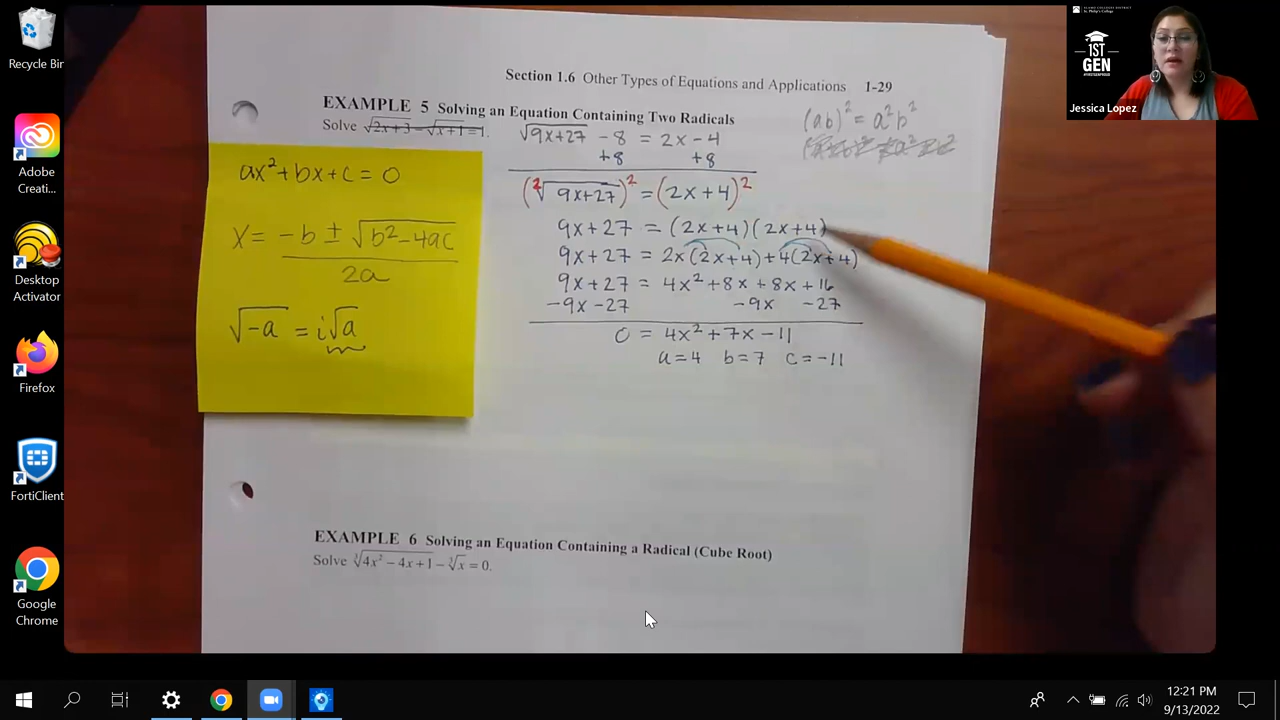 Recycle Bin
Adobe
Creati...
Desktop
Activator
Firefox
FortiClient
Google
Chrome
Section 1.6 Other Types of Equations and Applications 1-29
EXAMPLE 5 Solving an Equation Containing Two Radicals
Solve √2x+3 − √x+1 = 1.
√9x+27 − 8 = 2x − 4
+8 +8
(²√9x+27)² = (2x+4)²
9x+27 = (2x+4)(2x+4)
9x+27 = 2x(2x+4)+4(2x+4)
9x+27 = 4x²+8x+8x+16
−9x −27 −9x −27
0 = 4x²+7x−11
a=4 b=7 c=−11
(ab)² = a²b²
ax²+bx+c=0
x = −b ± √b²−4ac
2a
√−a = i√a
EXAMPLE 6 Solving an Equation Containing a Radical (Cube Root)
Solve ∛4x² − 4x + 1 − ∛x = 0.
1ST
GEN
Jessica Lopez
12:21 PM
9/13/2022